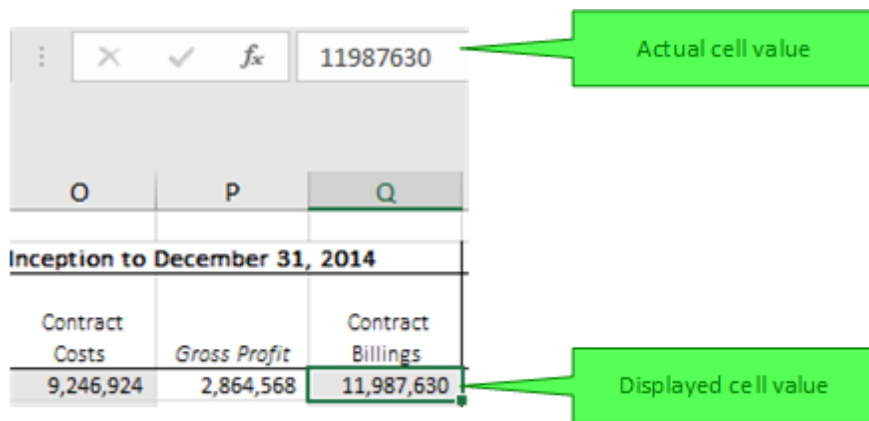 fx 11987630
Actual cell value
O P Q
Inception to December 31, 2014
Contract Contract
Costs Gross Profit Billings
9,246,924 2,864,568 11,987,630
Displayed cell value